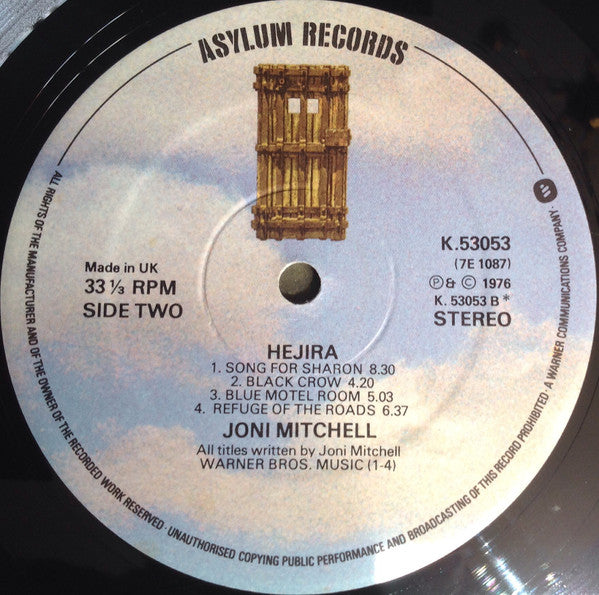 ASYLUM RECORDS
K.53053
(7E 1087)
Ⓟ& © 1976
K. 53053 B*
STEREO
Made in UK
33 ⅓ RPM
SIDE TWO
HEJIRA
1. SONG FOR SHARON 8.30
2. BLACK CROW 4.20
3. BLUE MOTEL ROOM 5.03
4. REFUGE OF THE ROADS 6.37
JONI MITCHELL
All titles written by Joni Mitchell
WARNER BROS. MUSIC (1-4)
ALL RIGHTS OF THE MANUFACTURER AND OF THE OWNER OF THE RECORDED WORK RESERVED · UNAUTHORISED COPYING PUBLIC PERFORMANCE AND BROADCASTING OF THIS RECORD PROHIBITED · A WARNER COMMUNICATIONS COMPANY ·